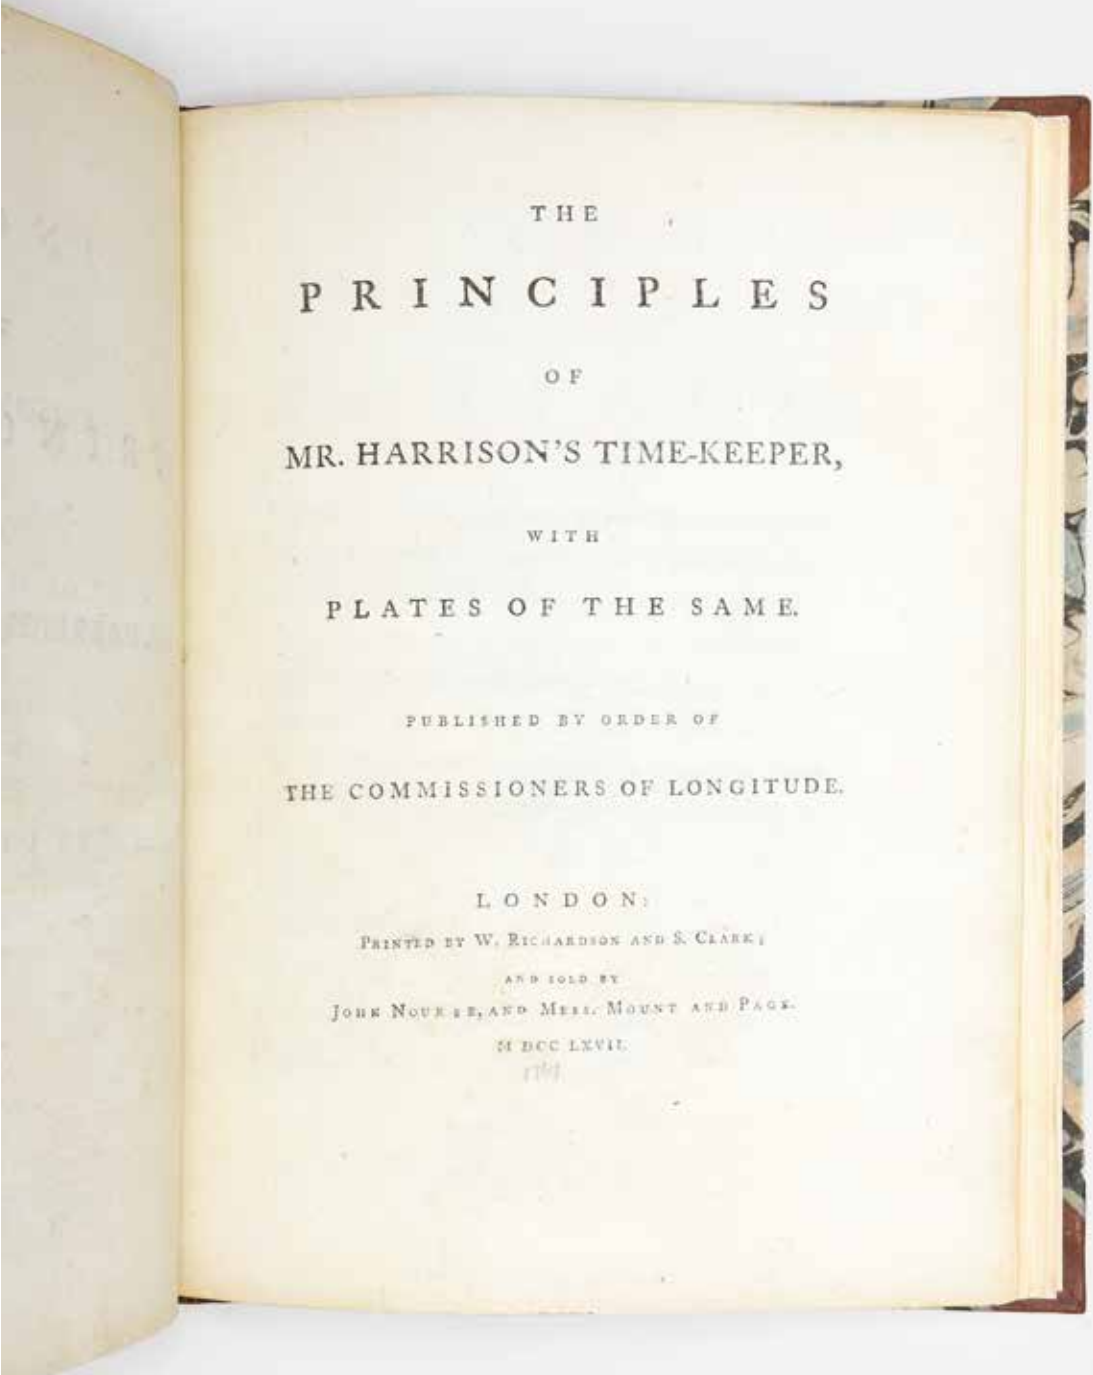 THE
PRINCIPLES
OF
MR. HARRISON'S TIME-KEEPER,
WITH
PLATES OF THE SAME.
PUBLISHED BY ORDER OF
THE COMMISSIONERS OF LONGITUDE.
LONDON:
PRINTED BY W. RICHARDSON AND S. CLARK;
AND SOLD BY
JOHN NOURSE, AND MESS. MOUNT AND PAGE.
M DCC LXVII.